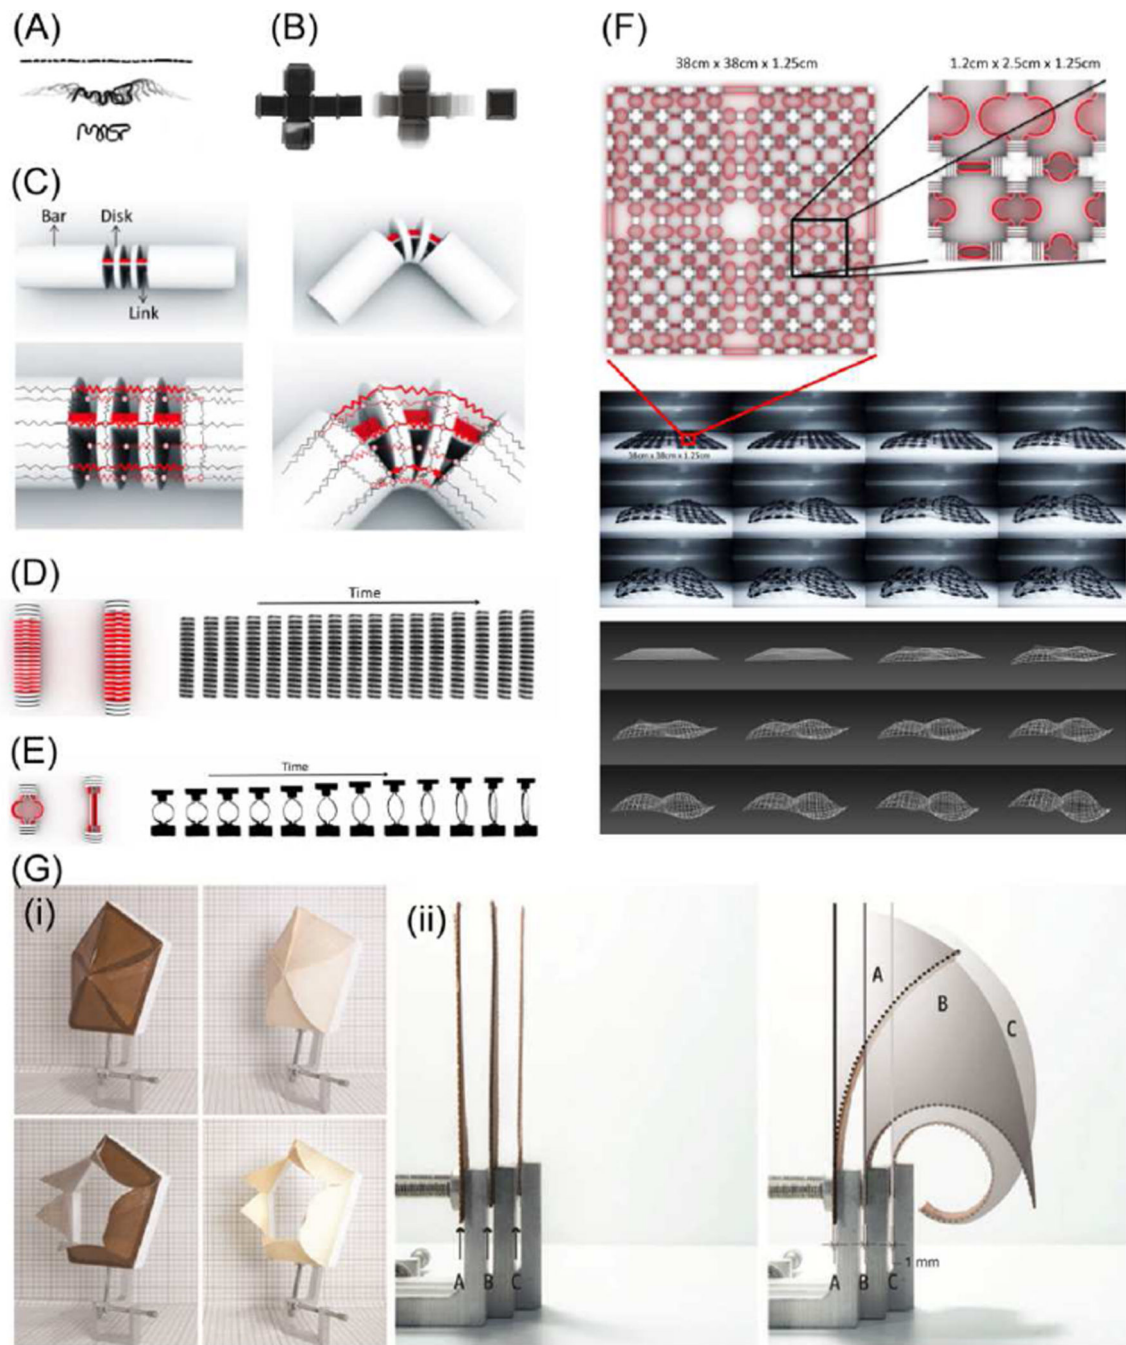 (A)
(B)
(F)
38cm x 38cm x 1.25cm
1.2cm x 2.5cm x 1.25cm
(C)
Bar
Disk
Link
38cm x 38cm x 1.25cm
(D)
Time
(E)
Time
(G)
(i)
(ii)
A
B
C
A
B
C
A
B
C
1 mm